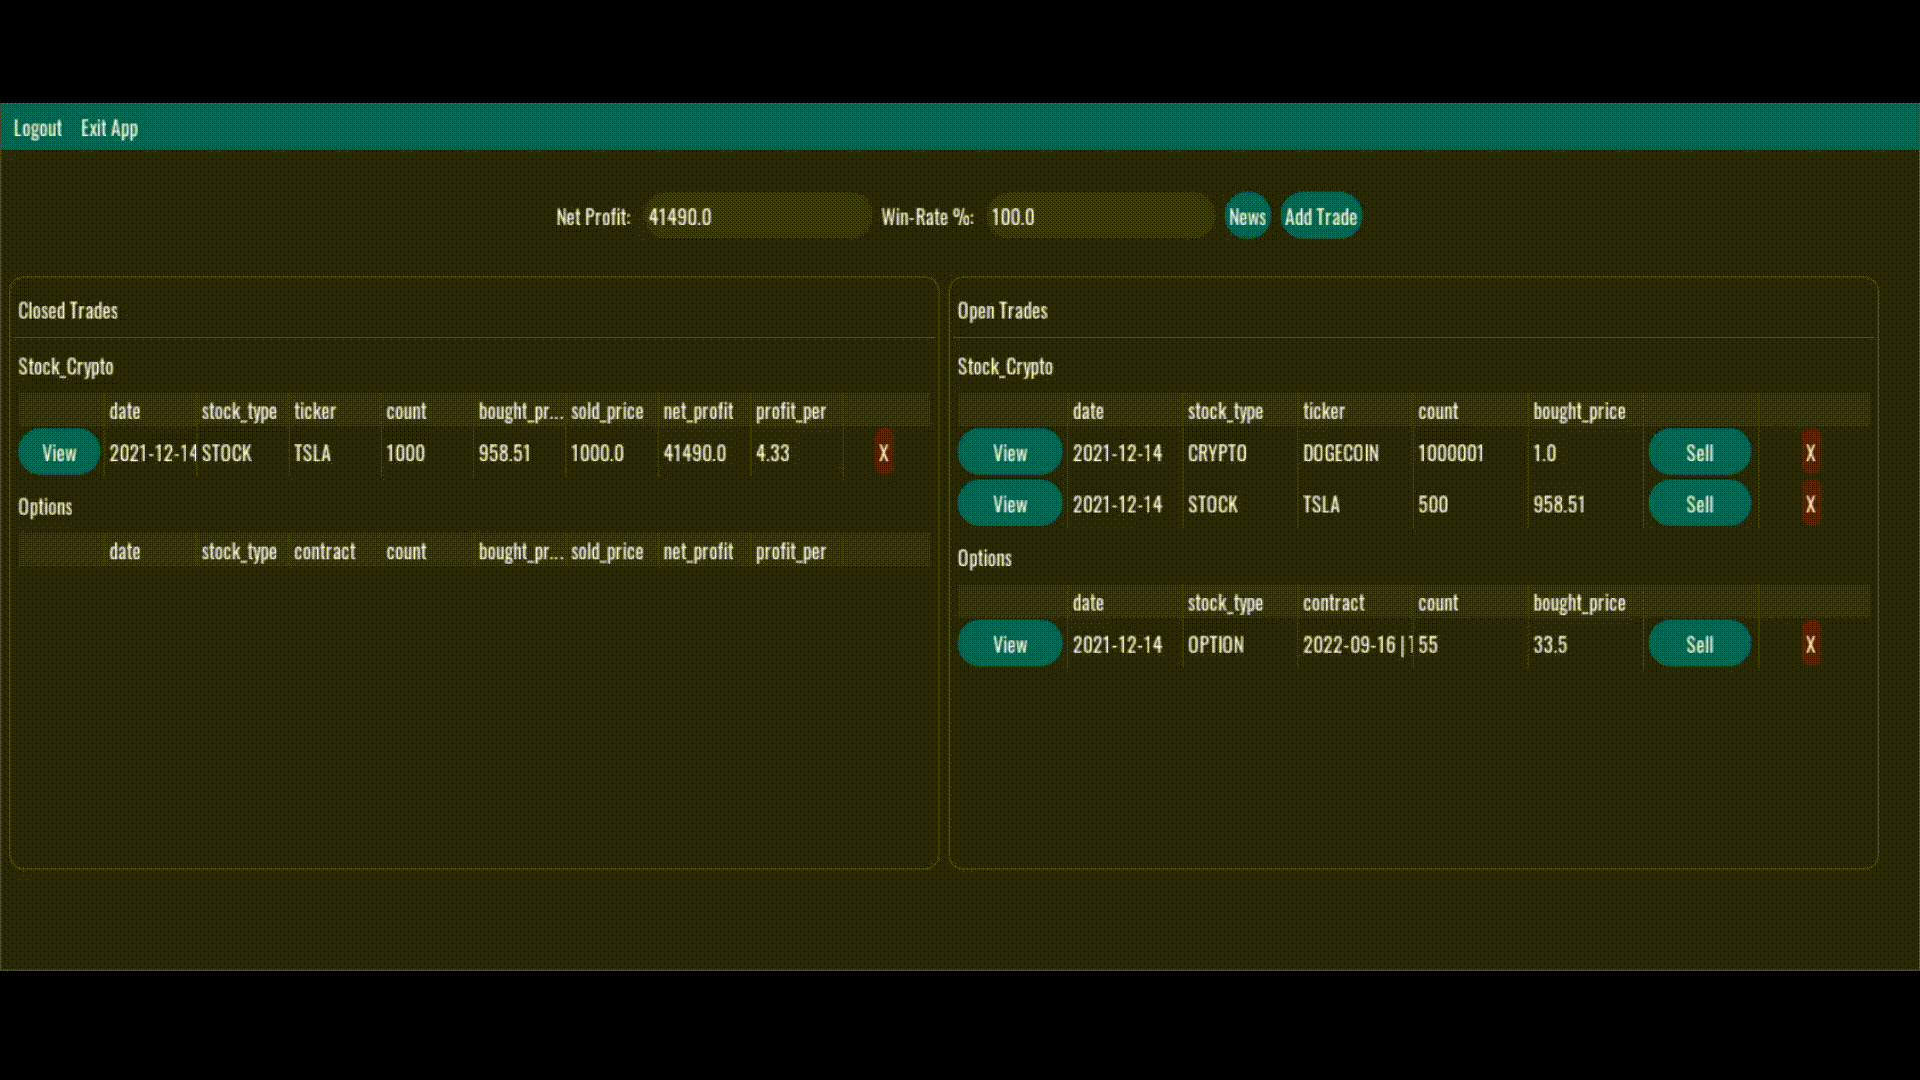 Logout Exit App
Net Profit: 41490.0 Win-Rate %: 100.0 News Add Trade
Closed Trades
Stock_Crypto
date stock_type ticker count bought_pr... sold_price net_profit profit_per
View 2021-12-14 STOCK TSLA 1000 958.51 1000.0 41490.0 4.33 X
Options
date stock_type contract count bought_pr... sold_price net_profit profit_per
Open Trades
Stock_Crypto
date stock_type ticker count bought_price
View 2021-12-14 CRYPTO DOGECOIN 1000001 1.0 Sell X
View 2021-12-14 STOCK TSLA 500 958.51 Sell X
Options
date stock_type contract count bought_price
View 2021-12-14 OPTION 2022-09-16 | 55 33.5 Sell X